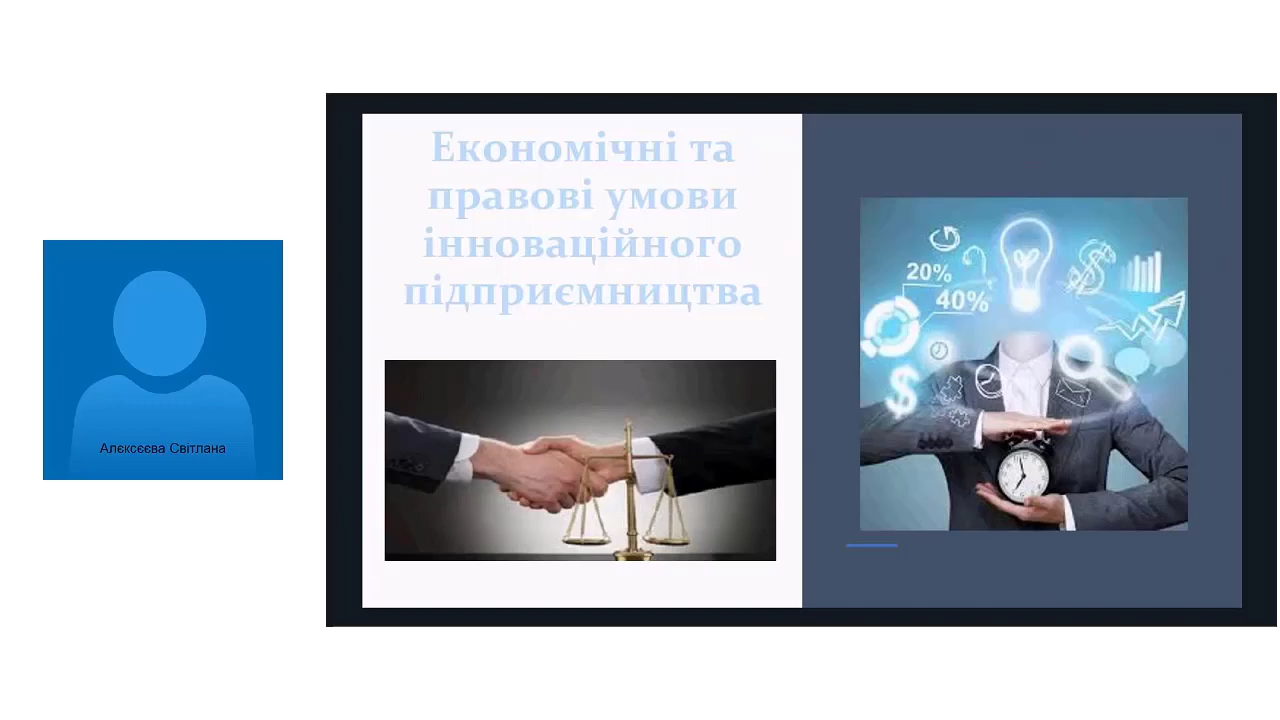 Економічні та
правові умови
інноваційного
підприємництва
20%
40%
Алєксєєва Світлана